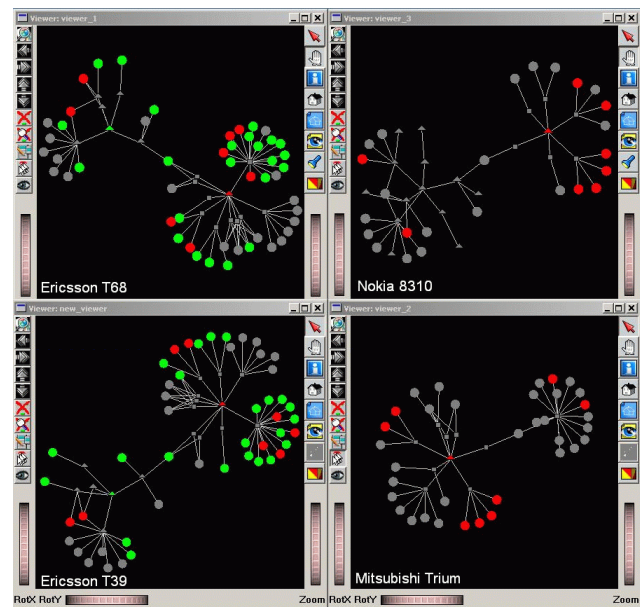 Viewer: viewer_1
Viewer: viewer_3
Ericsson T68
Nokia 8310
Viewer: new_viewer
Viewer: viewer_2
Ericsson T39
Mitsubishi Trium
RotX RotY
Zoom
RotX RotY
Zoom